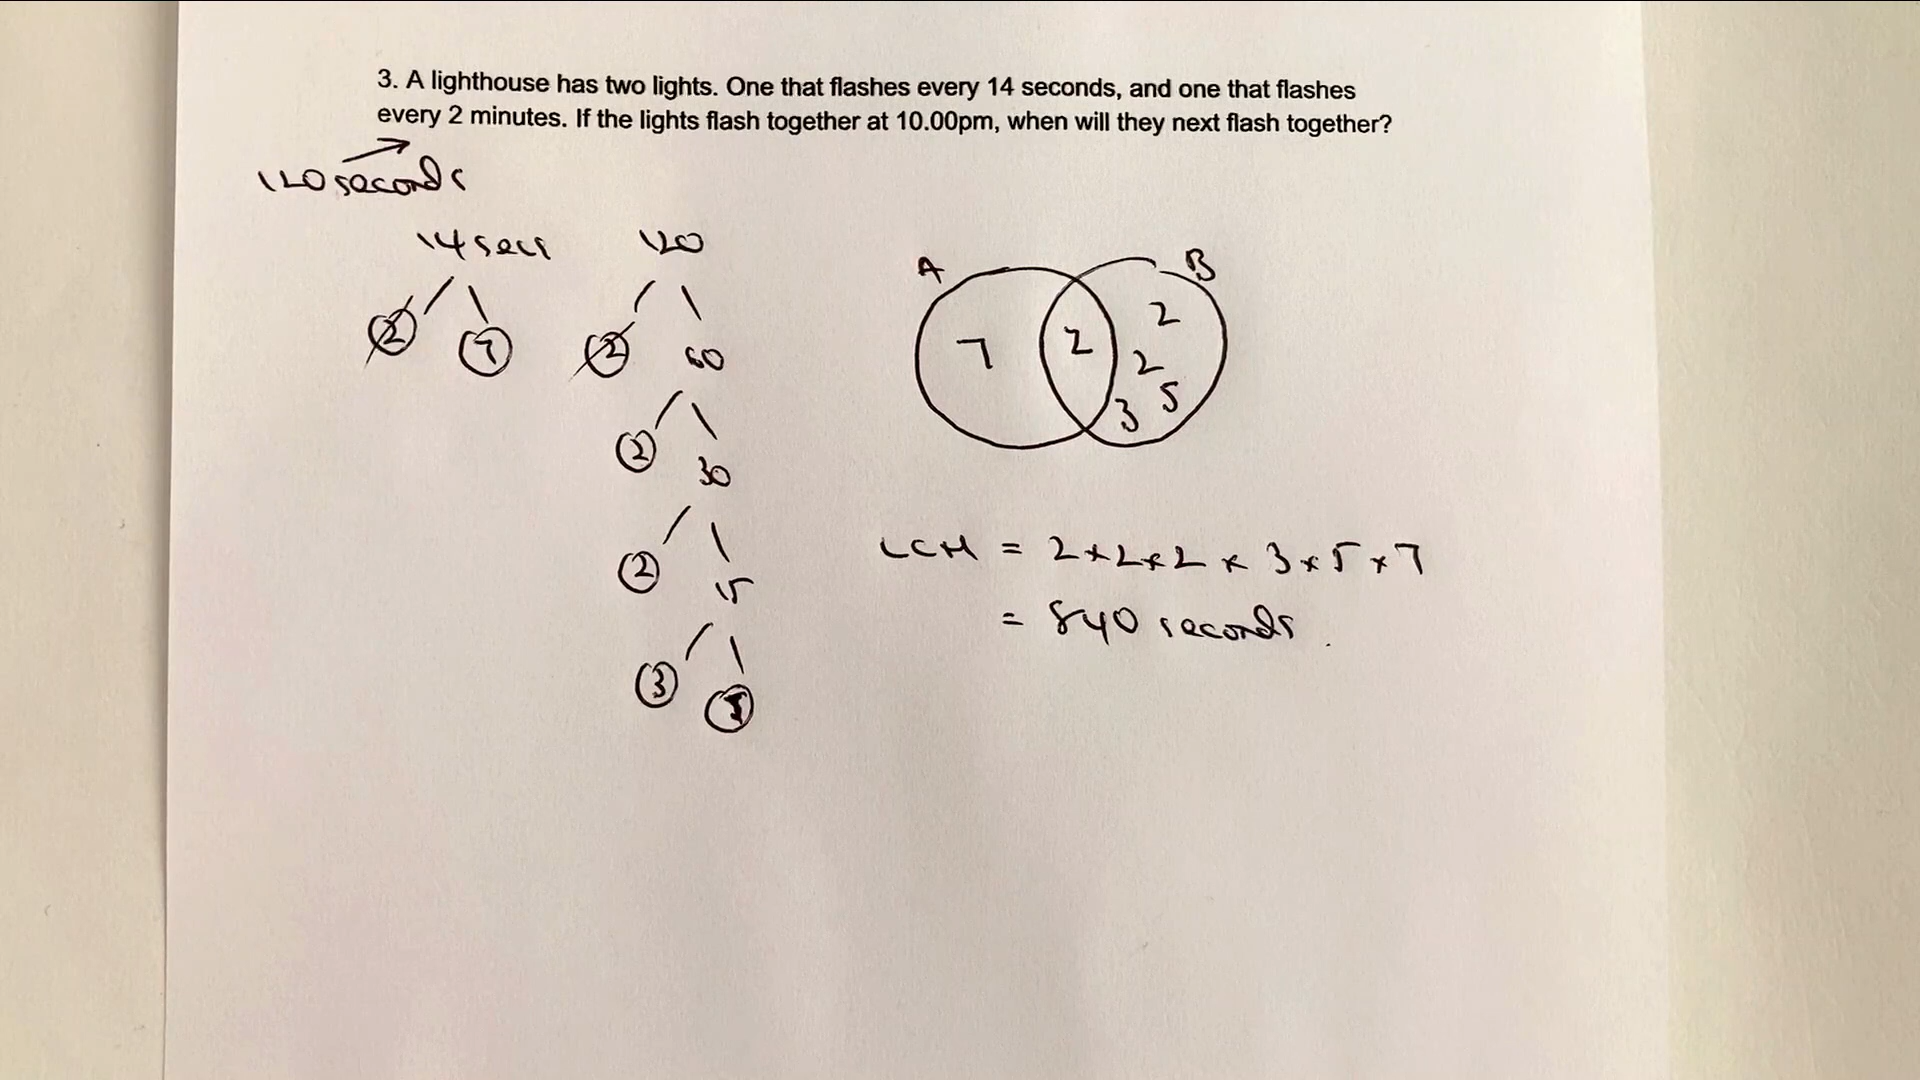 3. A lighthouse has two lights. One that flashes every 14 seconds, and one that flashes
every 2 minutes. If the lights flash together at 10.00pm, when will they next flash together?
120 seconds
14 secs 120
2 7 2 60
2 30
2 15
3 5
A B
7 2 2
2
3 5
LCM = 2 × 2 × 2 × 3 × 5 × 7
= 840 seconds.